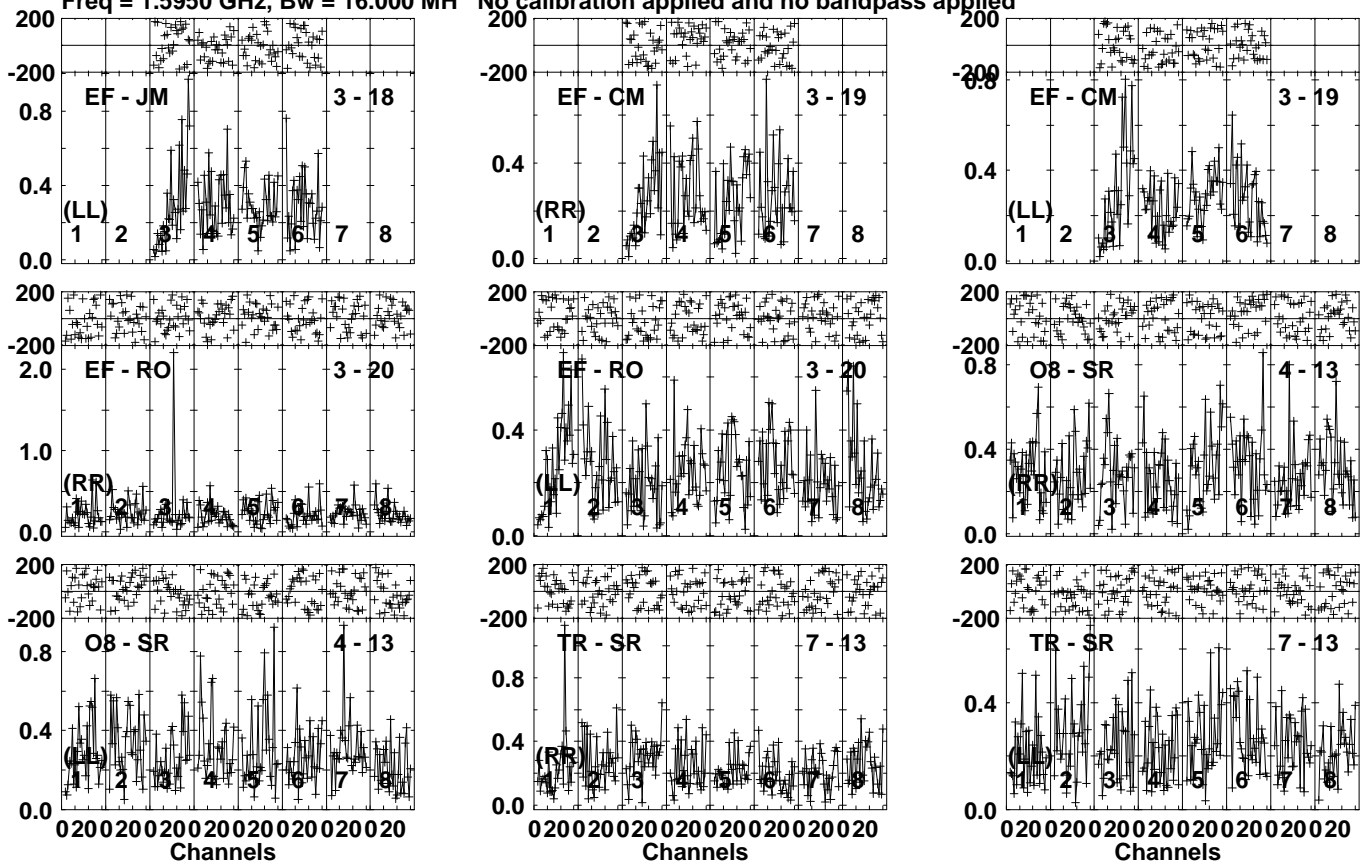 Freq = 1.5950 GHz, Bw = 16.000 MH No calibration applied and no bandpass applied
200
-200
EF - JM 3 - 18
0.8
0.4
(LL)
1 2 3 4 5 6 7 8
0.0
200
-200
EF - CM 3 - 19
0.4
(RR)
1 2 3 4 5 6 7 8
0.0
200
-200
0.8
EF - CM 3 - 19
0.4
(LL)
1 2 3 4 5 6 7 8
0.0
200
-200
2.0
EF - RO 3 - 20
1.0
(RR)
1 2 3 4 5 6 7 8
0.0
200
-200
EF - RO 3 - 20
0.4
(LL)
1 2 3 4 5 6 7 8
0.0
200
-200
0.8
O8 - SR 4 - 13
0.4
(RR)
1 2 3 4 5 6 7 8
0.0
200
-200
O8 - SR 4 - 13
0.8
0.4
(LL)
1 2 3 4 5 6 7 8
0.0
0 20 0 20 0 20 0 20 0 20 0 20 0 20 0 20
Channels
200
-200
TR - SR 7 - 13
0.8
0.4
(RR)
1 2 3 4 5 6 7 8
0.0
0 20 0 20 0 20 0 20 0 20 0 20 0 20 0 20
Channels
200
-200
TR - SR 7 - 13
0.4
(LL)
1 2 3 4 5 6 7 8
0.0
0 20 0 20 0 20 0 20 0 20 0 20 0 20 0 20
Channels